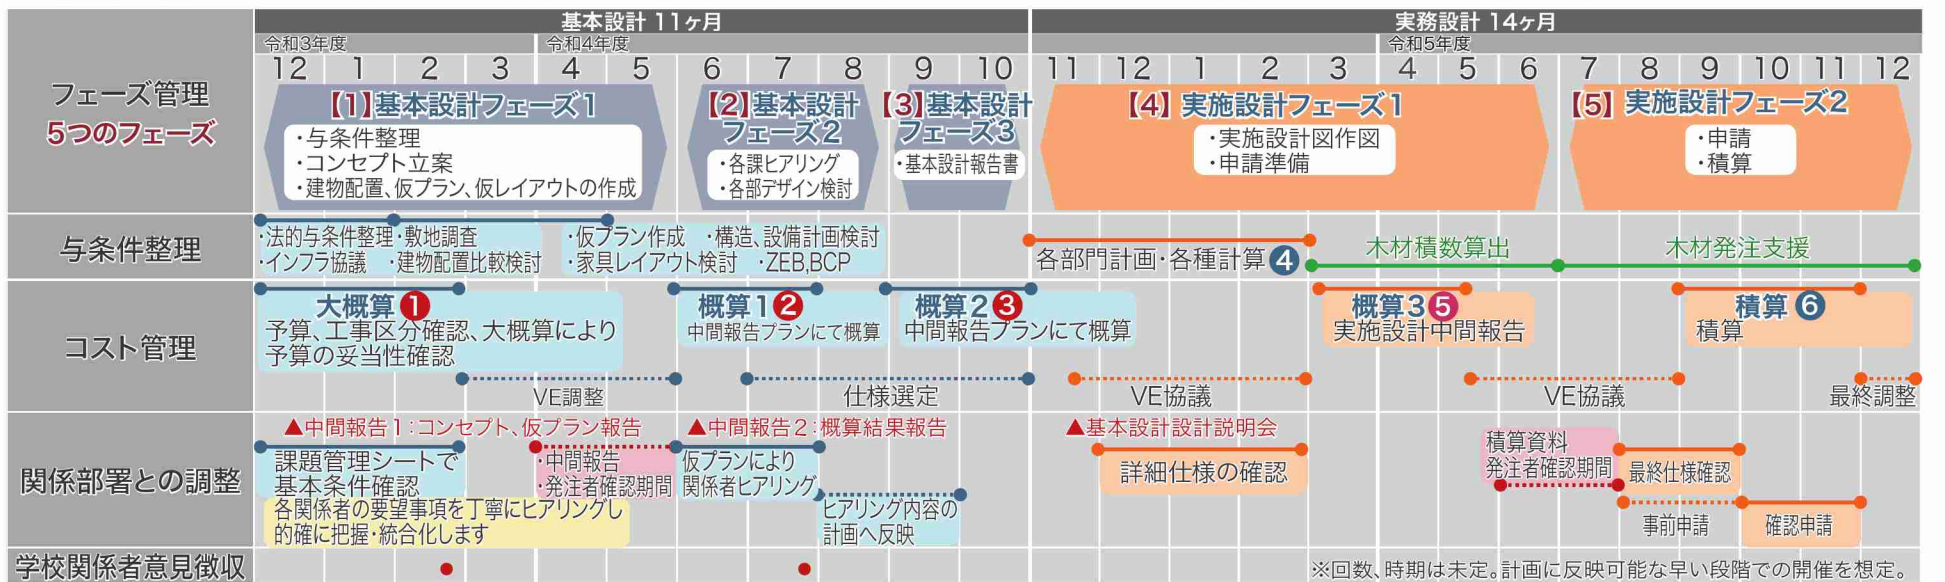 基本設計 11ヶ月
実務設計 14ヶ月
令和3年度
令和4年度
令和5年度
12 1 2 3 4 5 6 7 8 9 10 11 12 1 2 3 4 5 6 7 8 9 10 11 12
フェーズ管理
5つのフェーズ
【1】基本設計フェーズ1
・与条件整理
・コンセプト立案
・建物配置、仮プラン、仮レイアウトの作成
【2】基本設計
フェーズ2
・各課ヒアリング
・各部デザイン検討
【3】基本設計
フェーズ3
・基本設計報告書
【4】実施設計フェーズ1
・実施設計図作図
・申請準備
【5】実施設計フェーズ2
・申請
・積算
与条件整理
・法的与条件整理・敷地調査
・インフラ協議 ・建物配置比較検討
・仮プラン作成 ・構造、設備計画検討
・家具レイアウト検討 ・ZEB,BCP
各部門計画・各種計算4
木材積数算出
木材発注支援
コスト管理
大概算1
予算、工事区分確認、大概算により
予算の妥当性確認
概算12
中間報告プランにて概算
概算23
中間報告プランにて概算
概算35
実施設計中間報告
積算6
積算
VE調整
仕様選定
VE協議
VE協議
最終調整
関係部署との調整
▲中間報告1:コンセプト、仮プラン報告
▲中間報告2:概算結果報告
▲基本設計設計説明会
課題管理シートで
基本条件確認
・中間報告
・発注者確認期間
仮プランにより
関係者ヒアリング
各関係者の要望事項を丁寧にヒアリングし
的確に把握・統合化します
ヒアリング内容の
計画へ反映
詳細仕様の確認
積算資料
発注者確認期間
最終仕様確認
事前申請
確認申請
学校関係者意見徴収
※回数、時期は未定。計画に反映可能な早い段階での開催を想定。